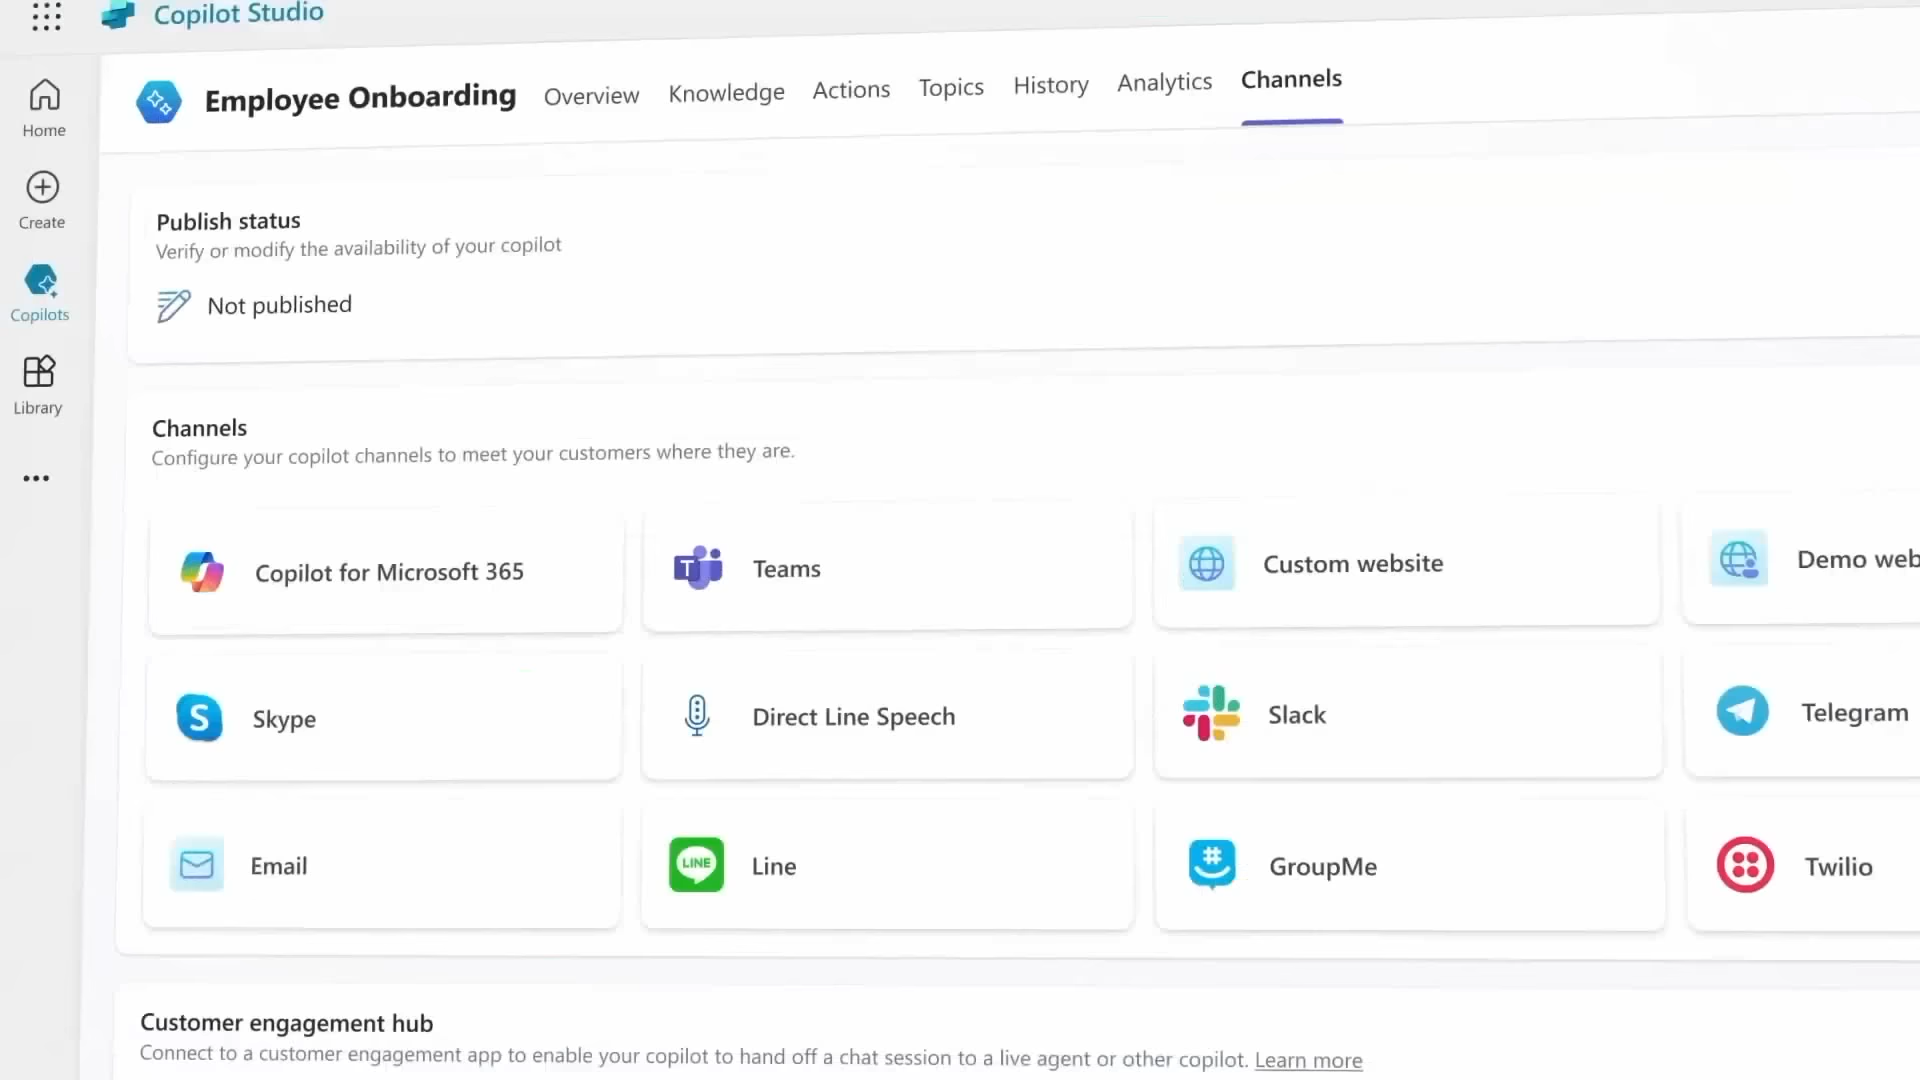 Copilot Studio
Home
Create
Copilots
Library
Employee Onboarding
Overview
Knowledge
Actions
Topics
History
Analytics
Channels
Publish status
Verify or modify the availability of your copilot
Not published
Channels
Configure your copilot channels to meet your customers where they are.
Copilot for Microsoft 365
T
Teams
Custom website
Demo web
S
Skype
Direct Line Speech
Slack
Telegram
Email
LINE
Line
#
GroupMe
Twilio
Customer engagement hub
Connect to a customer engagement app to enable your copilot to hand off a chat session to a live agent or other copilot. Learn more